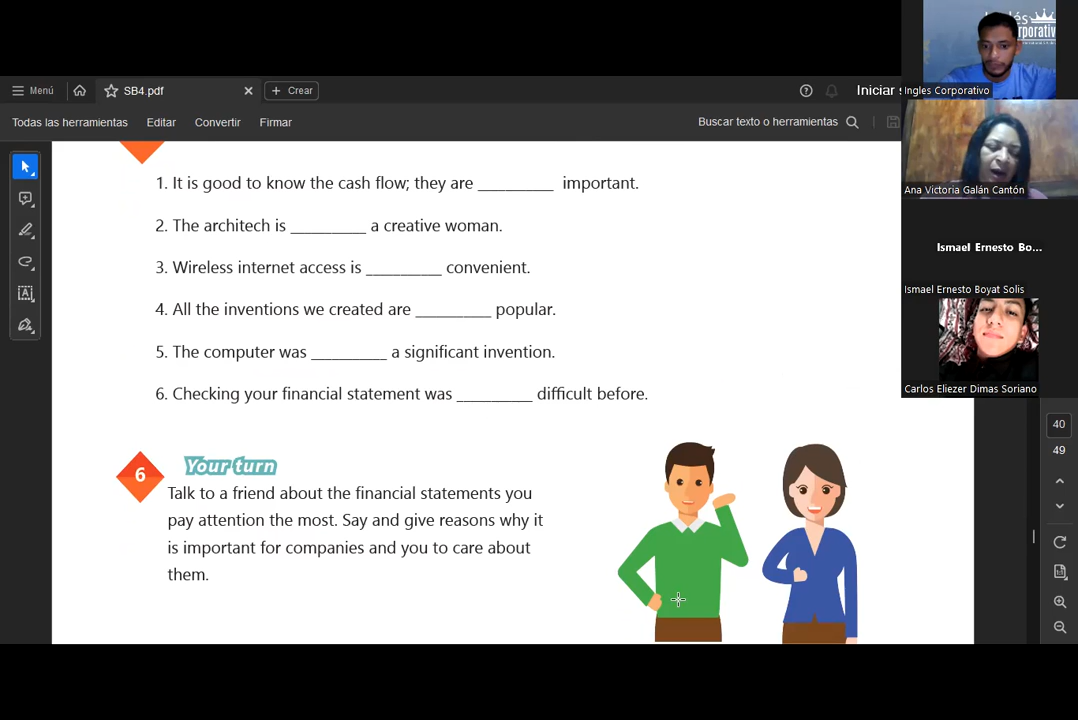 Menú
SB4.pdf
Crear
Iniciar s
Todas las herramientas
Editar
Convertir
Firmar
Buscar texto o herramientas
1. It is good to know the cash flow; they are _________ important.
2. The architech is _________ a creative woman.
3. Wireless internet access is _________ convenient.
4. All the inventions we created are _________ popular.
5. The computer was _________ a significant invention.
6. Checking your financial statement was _________ difficult before.
6
Your turn
Talk to a friend about the financial statements you
pay attention the most. Say and give reasons why it
is important for companies and you to care about
them.
Ingles Corporativo
Ana Victoria Galán Cantón
Ismael Ernesto Bo...
Ismael Ernesto Boyat Solis
Carlos Eliezer Dimas Soriano
40
49